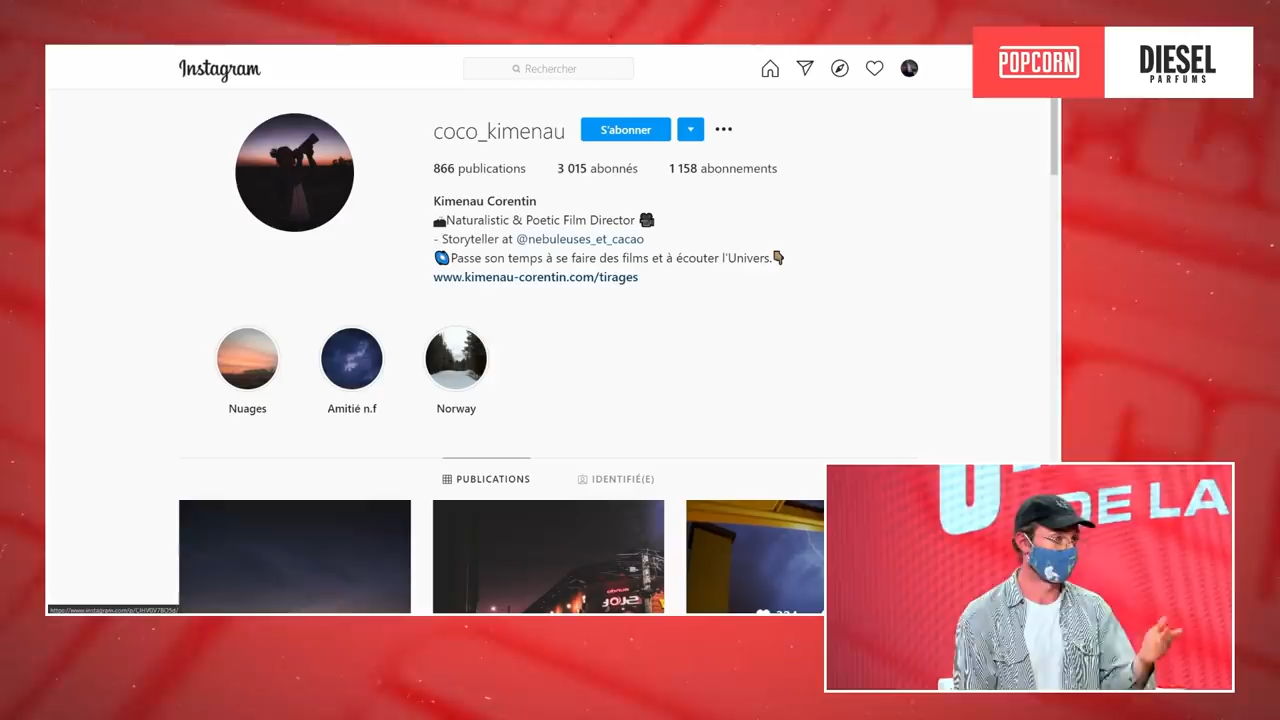 POPCORN
DIESEL
PARFUMS
Instagram
Rechercher
coco_kimenau
S'abonner
866 publications 3 015 abonnés 1 158 abonnements
Kimenau Corentin
Naturalistic & Poetic Film Director
- Storyteller at @nebuleuses_et_cacao
Passe son temps à se faire des films et à écouter l'Univers.
www.kimenau-corentin.com/tirages
Nuages Amitié n.f Norway
PUBLICATIONS IDENTIFIÉ(E)
DE LA